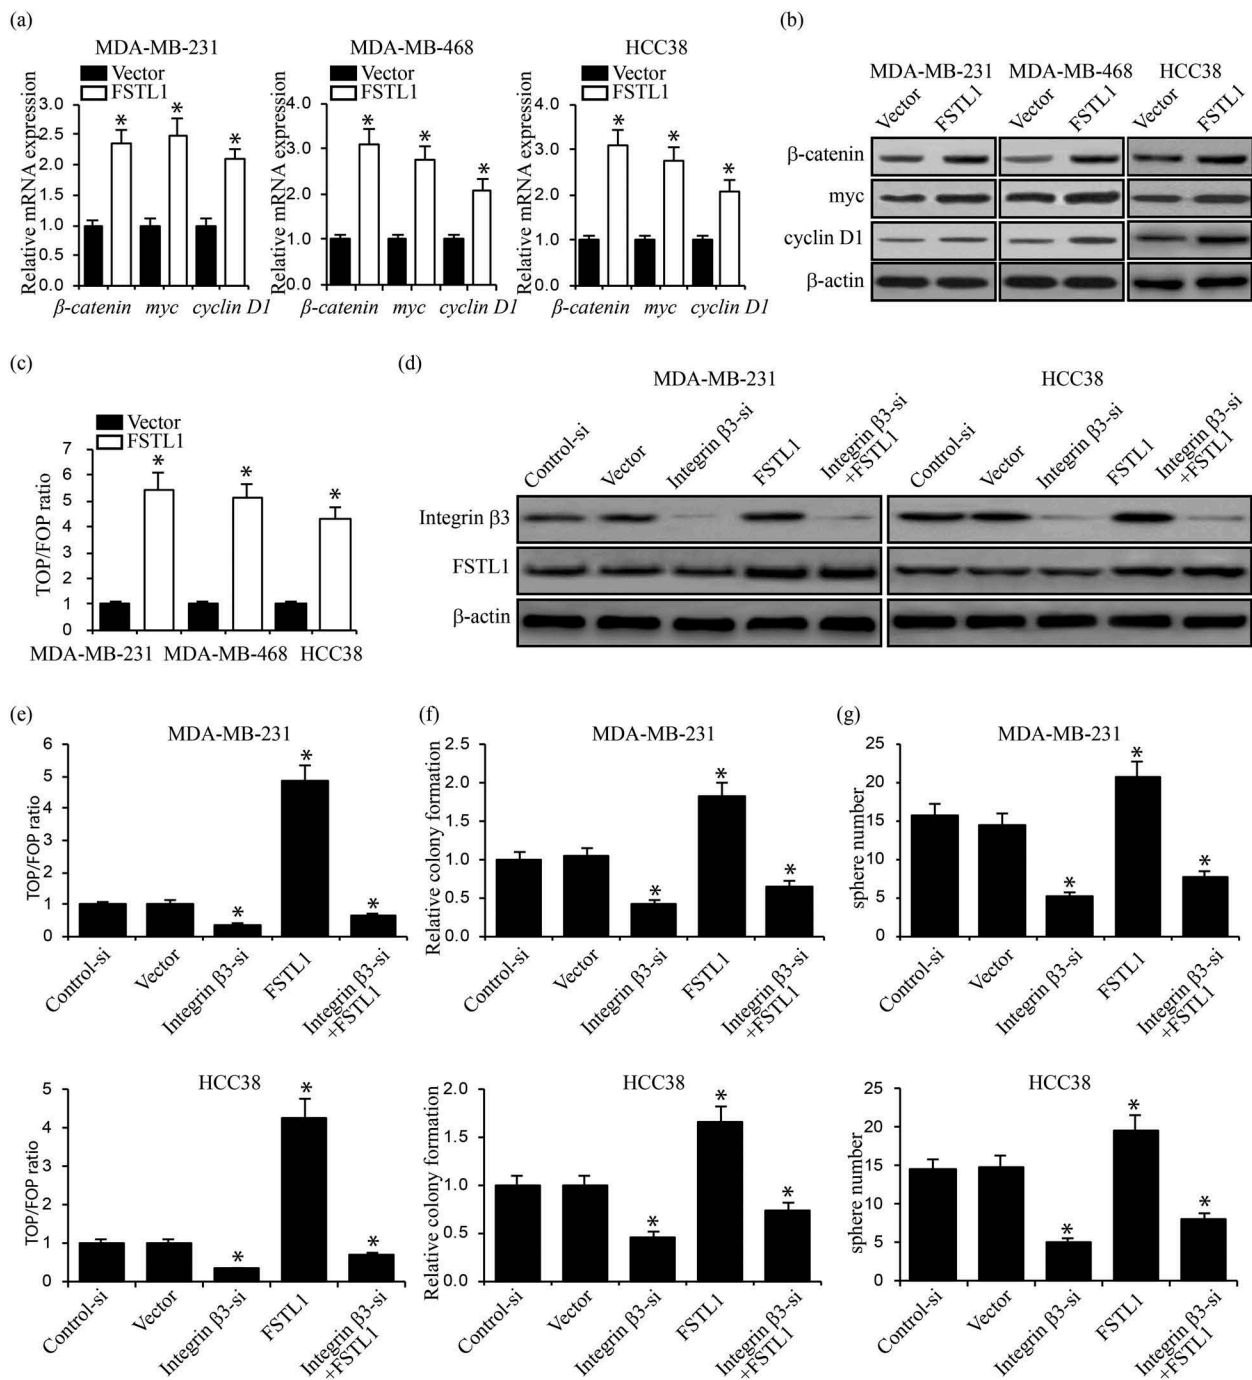 (a)
MDA-MB-231
Vector
FSTL1
Relative mRNA expression
3.0
2.5
2.0
1.5
1.0
0.5
0.0
* * *
β-catenin myc cyclin D1
MDA-MB-468
Vector
FSTL1
Relative mRNA expression
4.0
3.0
2.0
1.0
0.0
* * *
β-catenin myc cyclin D1
HCC38
Vector
FSTL1
Relative mRNA expression
4.0
3.0
2.0
1.0
0.0
* * *
β-catenin myc cyclin D1
(b)
MDA-MB-231 MDA-MB-468 HCC38
Vector FSTL1 Vector FSTL1 Vector FSTL1
β-catenin
myc
cyclin D1
β-actin
(c)
Vector
FSTL1
TOP/FOP ratio
7
6
5
4
3
2
1
0
* * *
MDA-MB-231 MDA-MB-468 HCC38
(d)
MDA-MB-231 HCC38
Control-si Vector Integrin β3-si FSTL1 Integrin β3-si
+FSTL1
Control-si Vector Integrin β3-si FSTL1 Integrin β3-si
+FSTL1
Integrin β3
FSTL1
β-actin
(e)
MDA-MB-231
TOP/FOP ratio
6
5
4
3
2
1
0
* * *
Control-si Vector Integrin β3-si FSTL1 Integrin β3-si
+FSTL1
HCC38
TOP/FOP ratio
5
4
3
2
1
0
* * *
Control-si Vector Integrin β3-si FSTL1 Integrin β3-si
+FSTL1
(f)
MDA-MB-231
Relative colony formation
2.5
2.0
1.5
1.0
0.5
0.0
* * *
Control-si Vector Integrin β3-si FSTL1 Integrin β3-si
+FSTL1
HCC38
Relative colony formation
2.0
1.5
1.0
0.5
0.0
* * *
Control-si Vector Integrin β3-si FSTL1 Integrin β3-si
+FSTL1
(g)
MDA-MB-231
sphere number
25
20
15
10
5
0
* * *
Control-si Vector Integrin β3-si FSTL1 Integrin β3-si
+FSTL1
HCC38
sphere number
25
20
15
10
5
0
* * *
Control-si Vector Integrin β3-si FSTL1 Integrin β3-si
+FSTL1